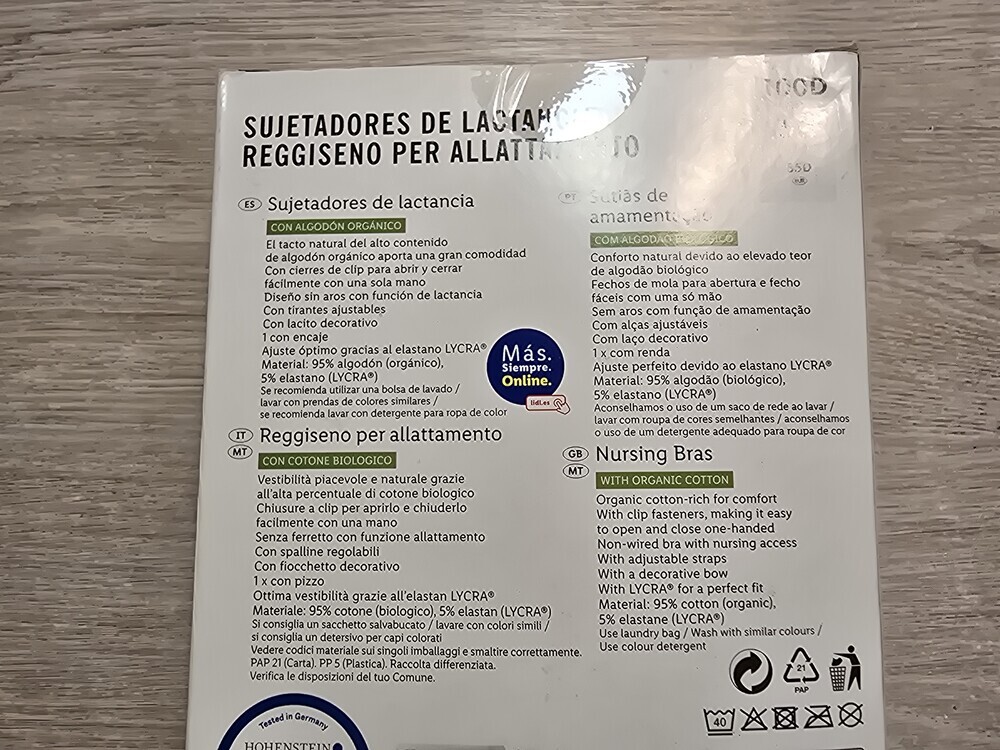 100D
SUJETADORES DE
REGGISENO PER
85D
ES Sujetadores de lactancia
CON ALGODÓN ORGÁNICO
El tacto natural del alto contenido
de algodón orgánico aporta una gran comodidad
Con cierres de clip para abrir y cerrar
fácilmente con una sola mano
Diseño sin aros con función de lactancia
Con tirantes ajustables
Con lacito decorativo
1 con encaje
Ajuste óptimo gracias al elastano LYCRA®
Material: 95% algodón (orgánico),
5% elastano (LYCRA®)
Se recomienda utilizar una bolsa de lavado /
lavar con prendas de colores similares /
se recomienda lavar con detergente para ropa de color
Más.
Siempre.
Online.
lidl.es
PT Sutiãs de
amamentação
COM ALGODÃO BIOLÓGICO
Conforto natural devido ao elevado teor
de algodão biológico
Fechos de mola para abertura e fecho
fáceis com uma só mão
Sem aros com função de amamentação
Com alças ajustáveis
Com laço decorativo
1 x com renda
Ajuste perfeito devido ao elastano LYCRA®
Material: 95% algodão (biológico),
5% elastano (LYCRA®)
Aconselhamos o uso de um saco de rede ao lavar /
lavar com roupa de cores semelhantes / aconselhamos
o uso de um detergente adequado para roupa de cor
IT MT Reggiseno per allattamento
CON COTONE BIOLOGICO
Vestibilità piacevole e naturale grazie
all'alta percentuale di cotone biologico
Chiusure a clip per aprirlo e chiuderlo
facilmente con una mano
Senza ferretto con funzione allattamento
Con spalline regolabili
Con fiocchetto decorativo
1 x con pizzo
Ottima vestibilità grazie all'elastan LYCRA®
Materiale: 95% cotone (biologico), 5% elastan (LYCRA®)
Si consiglia un sacchetto salvabucato / lavare con colori simili /
si consiglia un detersivo per capi colorati
Vedere codici materiale sui singoli imballaggi e smaltire correttamente.
PAP 21 (Carta). PP 5 (Plastica). Raccolta differenziata.
Verifica le disposizioni del tuo Comune.
GB MT Nursing Bras
WITH ORGANIC COTTON
Organic cotton-rich for comfort
With clip fasteners, making it easy
to open and close one-handed
Non-wired bra with nursing access
With adjustable straps
With a decorative bow
With LYCRA® for a perfect fit
Material: 95% cotton (organic),
5% elastane (LYCRA®)
Use laundry bag / Wash with similar colours /
Use colour detergent
21
PAP
40
Tested in Germany
HOHENSTEIN